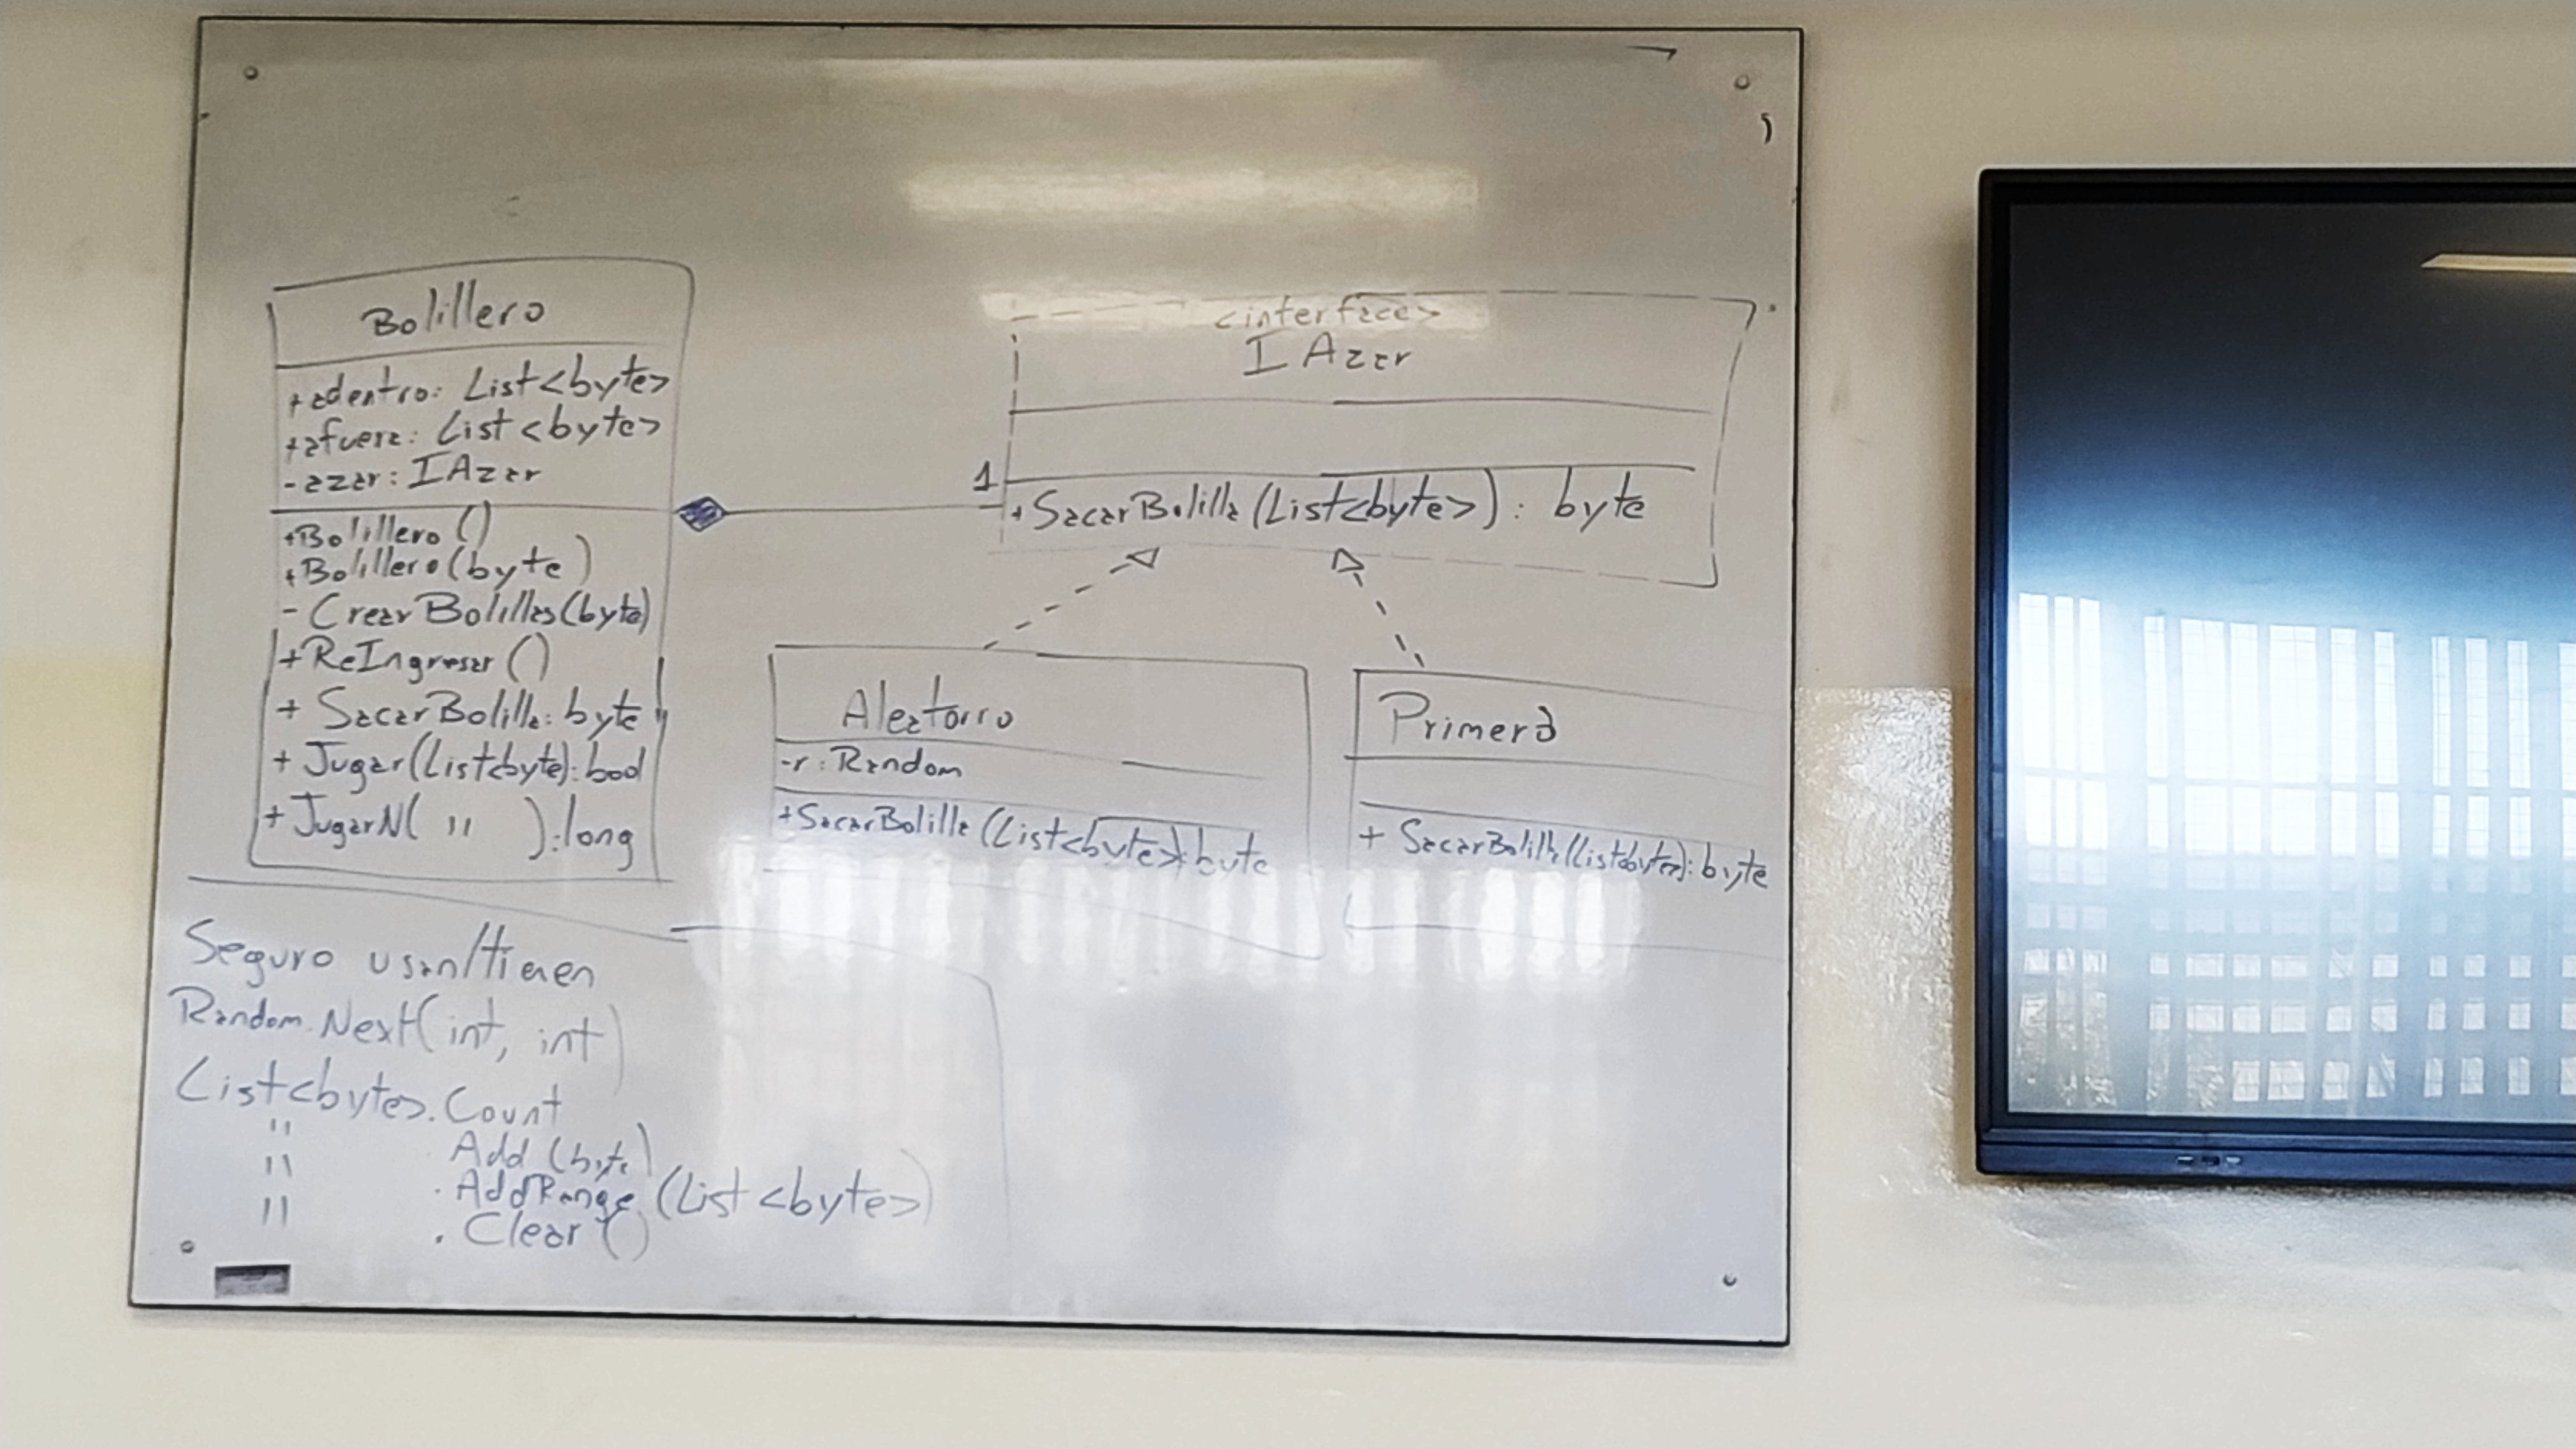 Bolillero
+adentro: List<byte>
+afuera: List<byte>
-azar: IAzar
+Bolillero()
+Bolillero(byte)
- CrearBolillas(byte)
+ReIngresar()
+ SacarBolilla: byte
+ Jugar(List<byte): bool
+ JugarN( " ): long
1
<interface>
IAzar
+SacarBolilla(List<byte>): byte
Aleatorio
-r: Random
+SacarBolilla(List<byte>): byte
Primera
+ SacarBolilla(List<byte>): byte
Seguro usan/tienen
Random.Next(int, int)
List<byte>.Count
" Add(byte)
" .AddRange(List<byte>)
" .Clear()